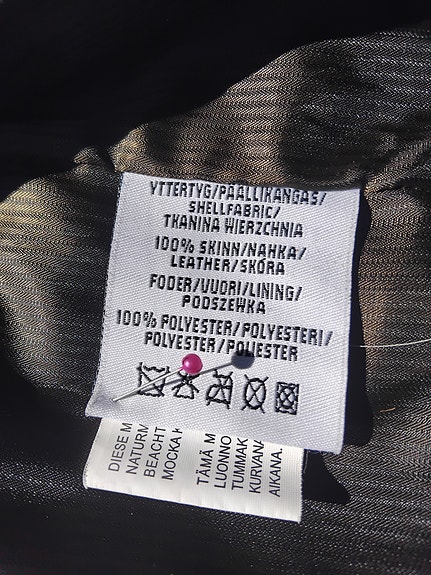 YTTERTYG/PÄÄLLIKANGAS/
SHELLFABRIC/
TKANINA WIERZCHNIA
100% SKINN/NAHKA/
LEATHER/SKÓRA
FODER/VUORI/LINING/
PODSZEWKA
100% POLYESTER/POLYESTERI/
POLYESTER/POLIESTER
DIESE M
NATURM
BEACHT
MOCKA
TÄMÄ M
LUONNO
TUMMAK
KURVANA
AIKANA.